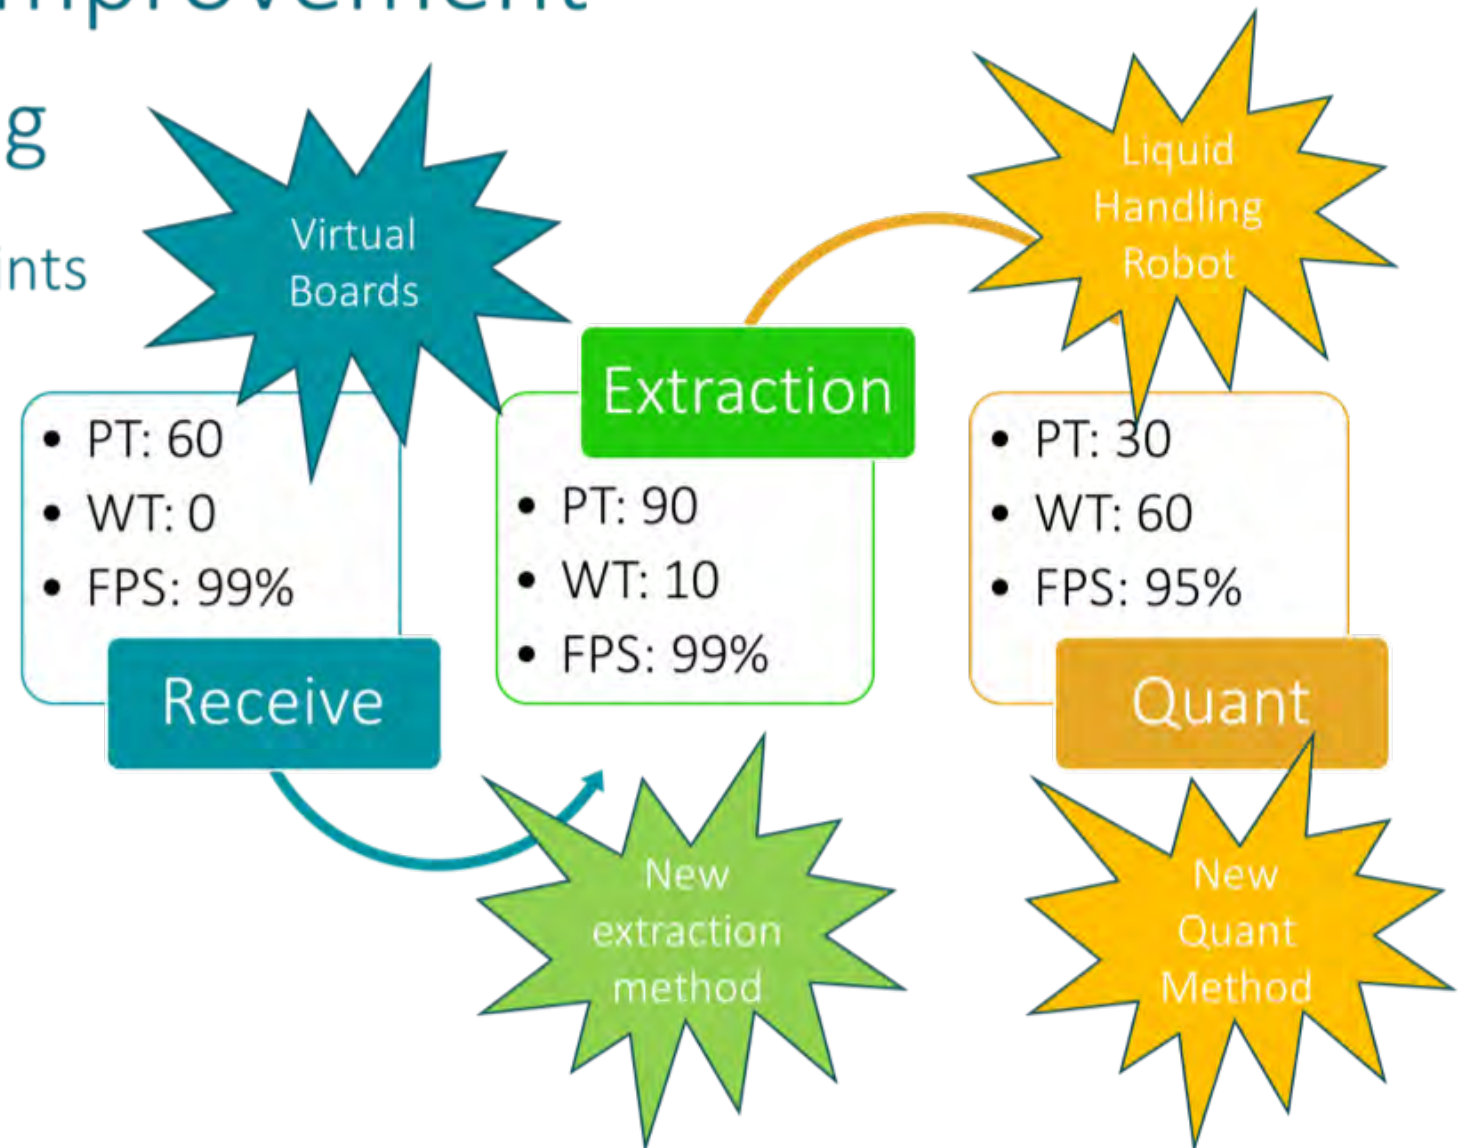 g
Virtual
Boards
Liquid
Handling
Robot
• PT: 60
• WT: 0
• FPS: 99%
Receive
Extraction
• PT: 90
• WT: 10
• FPS: 99%
• PT: 30
• WT: 60
• FPS: 95%
Quant
New
extraction
method
New
Quant
Method